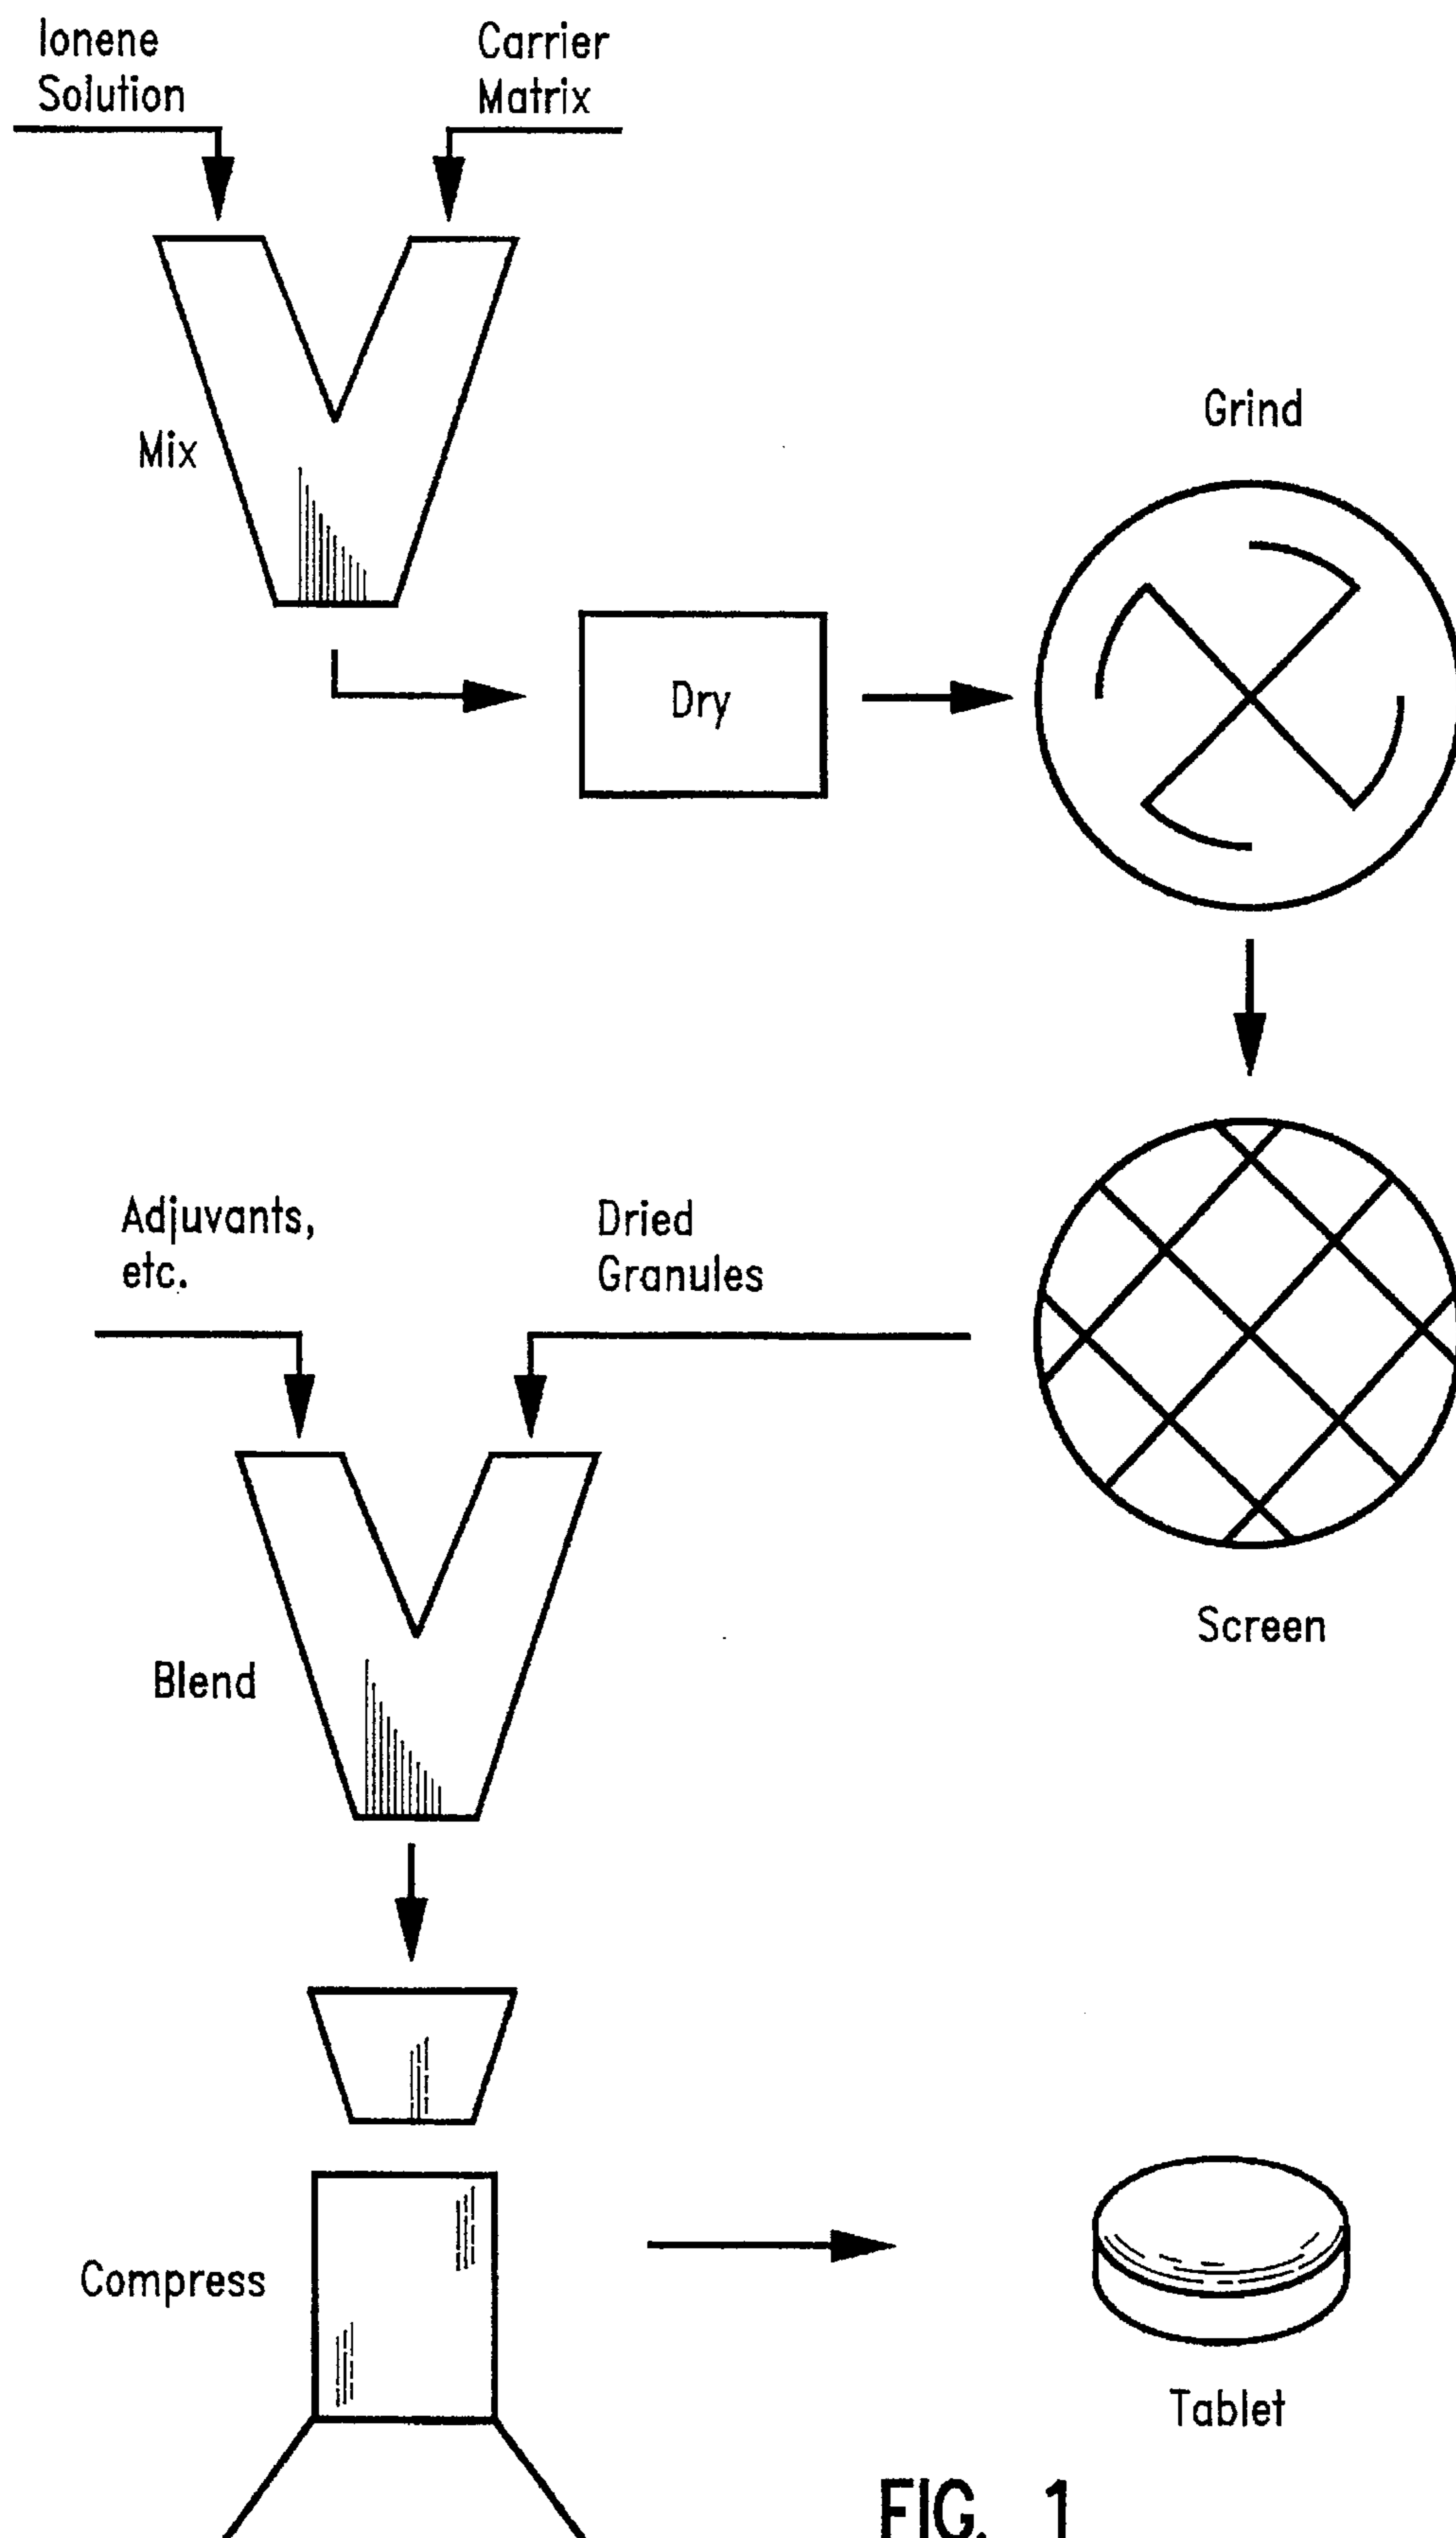 Ionene
Solution
Carrier
Matrix
Mix
Grind
Dry
Adjuvants,
etc.
Dried
Granules
Screen
Blend
Compress
Tablet
FIG. 1